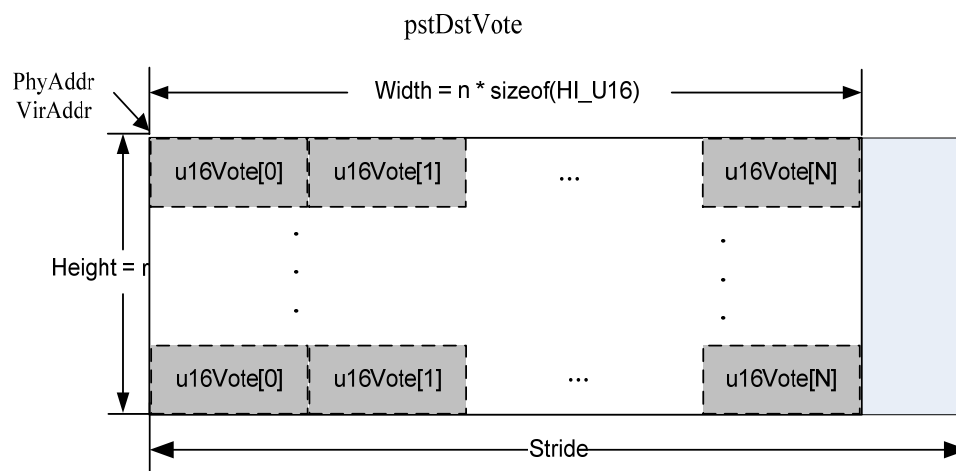 pstDstVote
PhyAddr
VirAddr
Width = n * sizeof(HI_U16)
u16Vote[0] u16Vote[1] ... u16Vote[N]
Height = r
u16Vote[0] u16Vote[1] ... u16Vote[N]
Stride